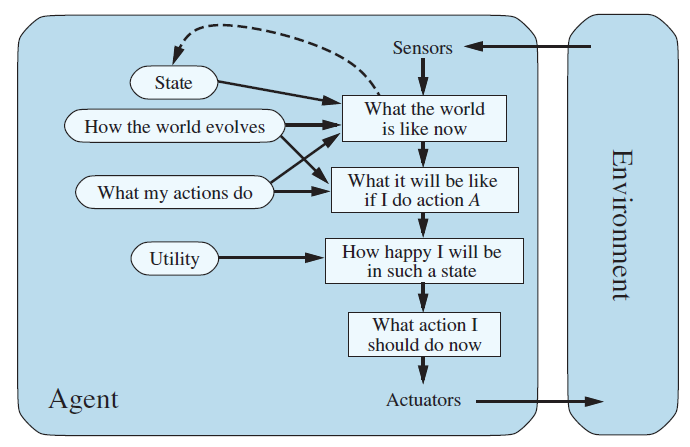 Sensors
State
What the world
is like now
How the world evolves
What it will be like
if I do action A
What my actions do
How happy I will be
in such a state
Utility
What action I
should do now
Agent
Actuators
Environment